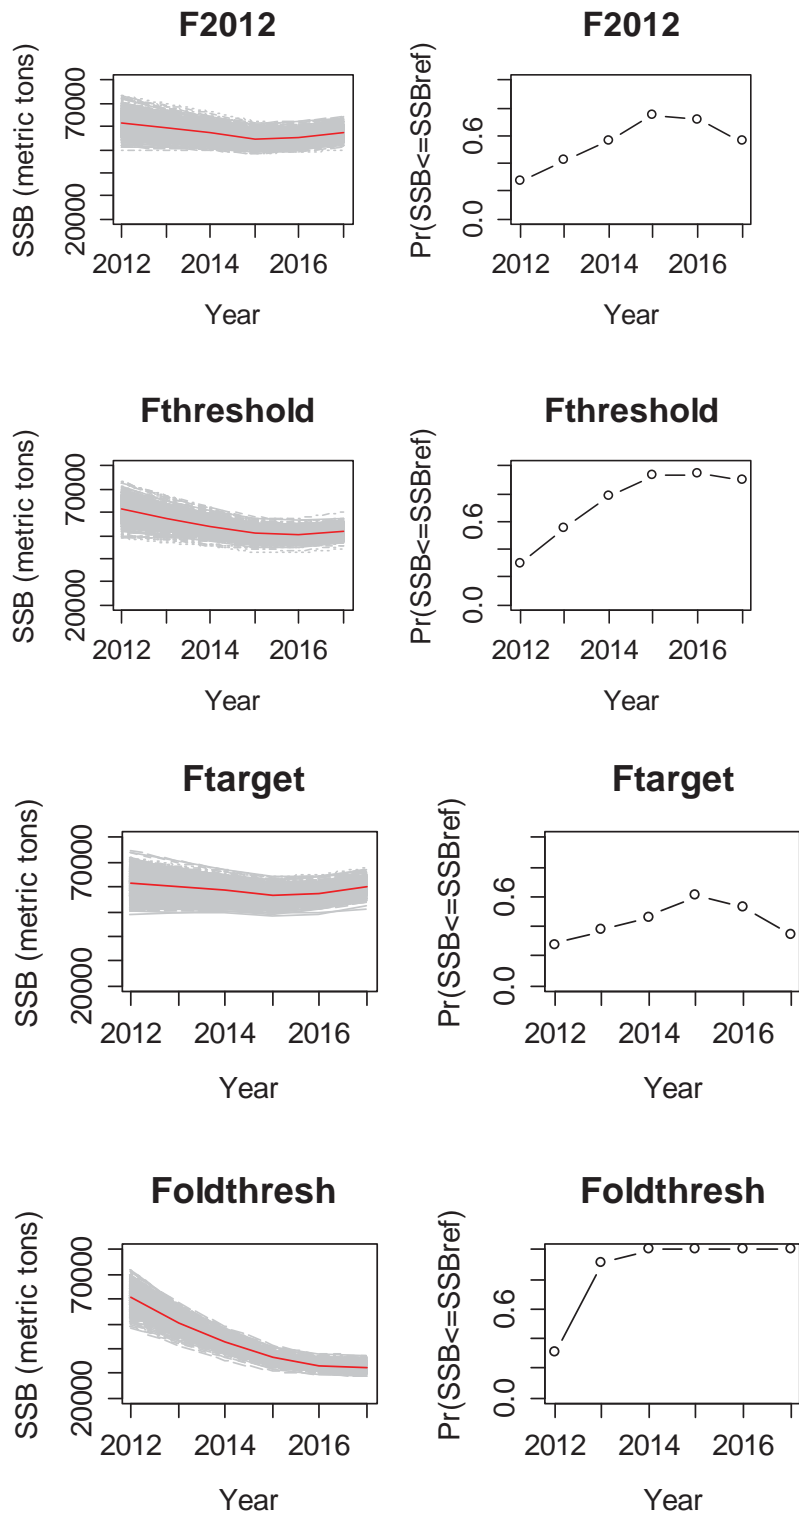 F2012
F2012
SSB (metric tons)
20000 70000
2012 2014 2016
Year
Pr(SSB<=SSBref)
0.0 0.6
2012 2014 2016
Year
Fthreshold
Fthreshold
SSB (metric tons)
20000 70000
2012 2014 2016
Year
Pr(SSB<=SSBref)
0.0 0.6
2012 2014 2016
Year
Ftarget
Ftarget
SSB (metric tons)
20000 70000
2012 2014 2016
Year
Pr(SSB<=SSBref)
0.0 0.6
2012 2014 2016
Year
Foldthresh
Foldthresh
SSB (metric tons)
20000 70000
2012 2014 2016
Year
Pr(SSB<=SSBref)
0.0 0.6
2012 2014 2016
Year